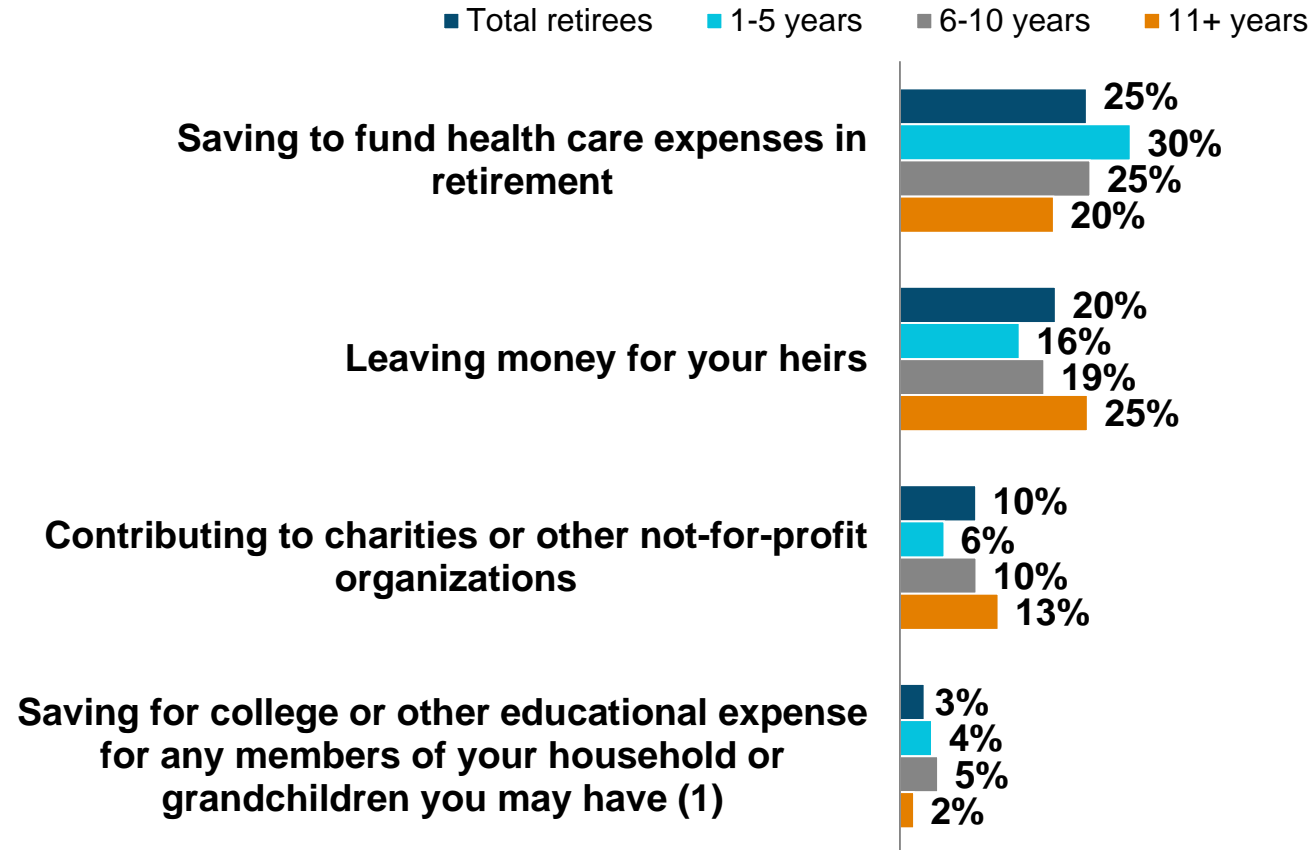 Total retirees 1-5 years 6-10 years 11+ years
Saving to fund health care expenses in
retirement
25%
30%
25%
20%
Leaving money for your heirs
20%
16%
19%
25%
Contributing to charities or other not-for-profit
organizations
10%
6%
10%
13%
Saving for college or other educational expense
for any members of your household or
grandchildren you may have (1)
3%
4%
5%
2%